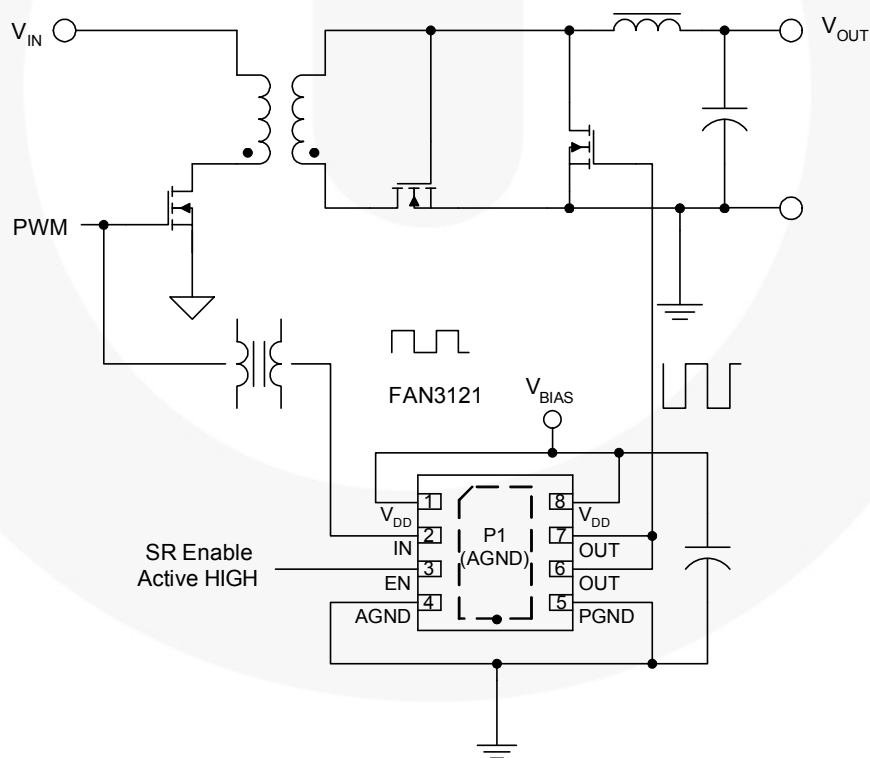 V_IN
V_OUT
PWM
FAN3121
V_BIAS
1
8
V_DD
P1
V_DD
2
7
IN
(AGND)
OUT
SR Enable
Active HIGH
3
6
EN
OUT
4
5
AGND
PGND